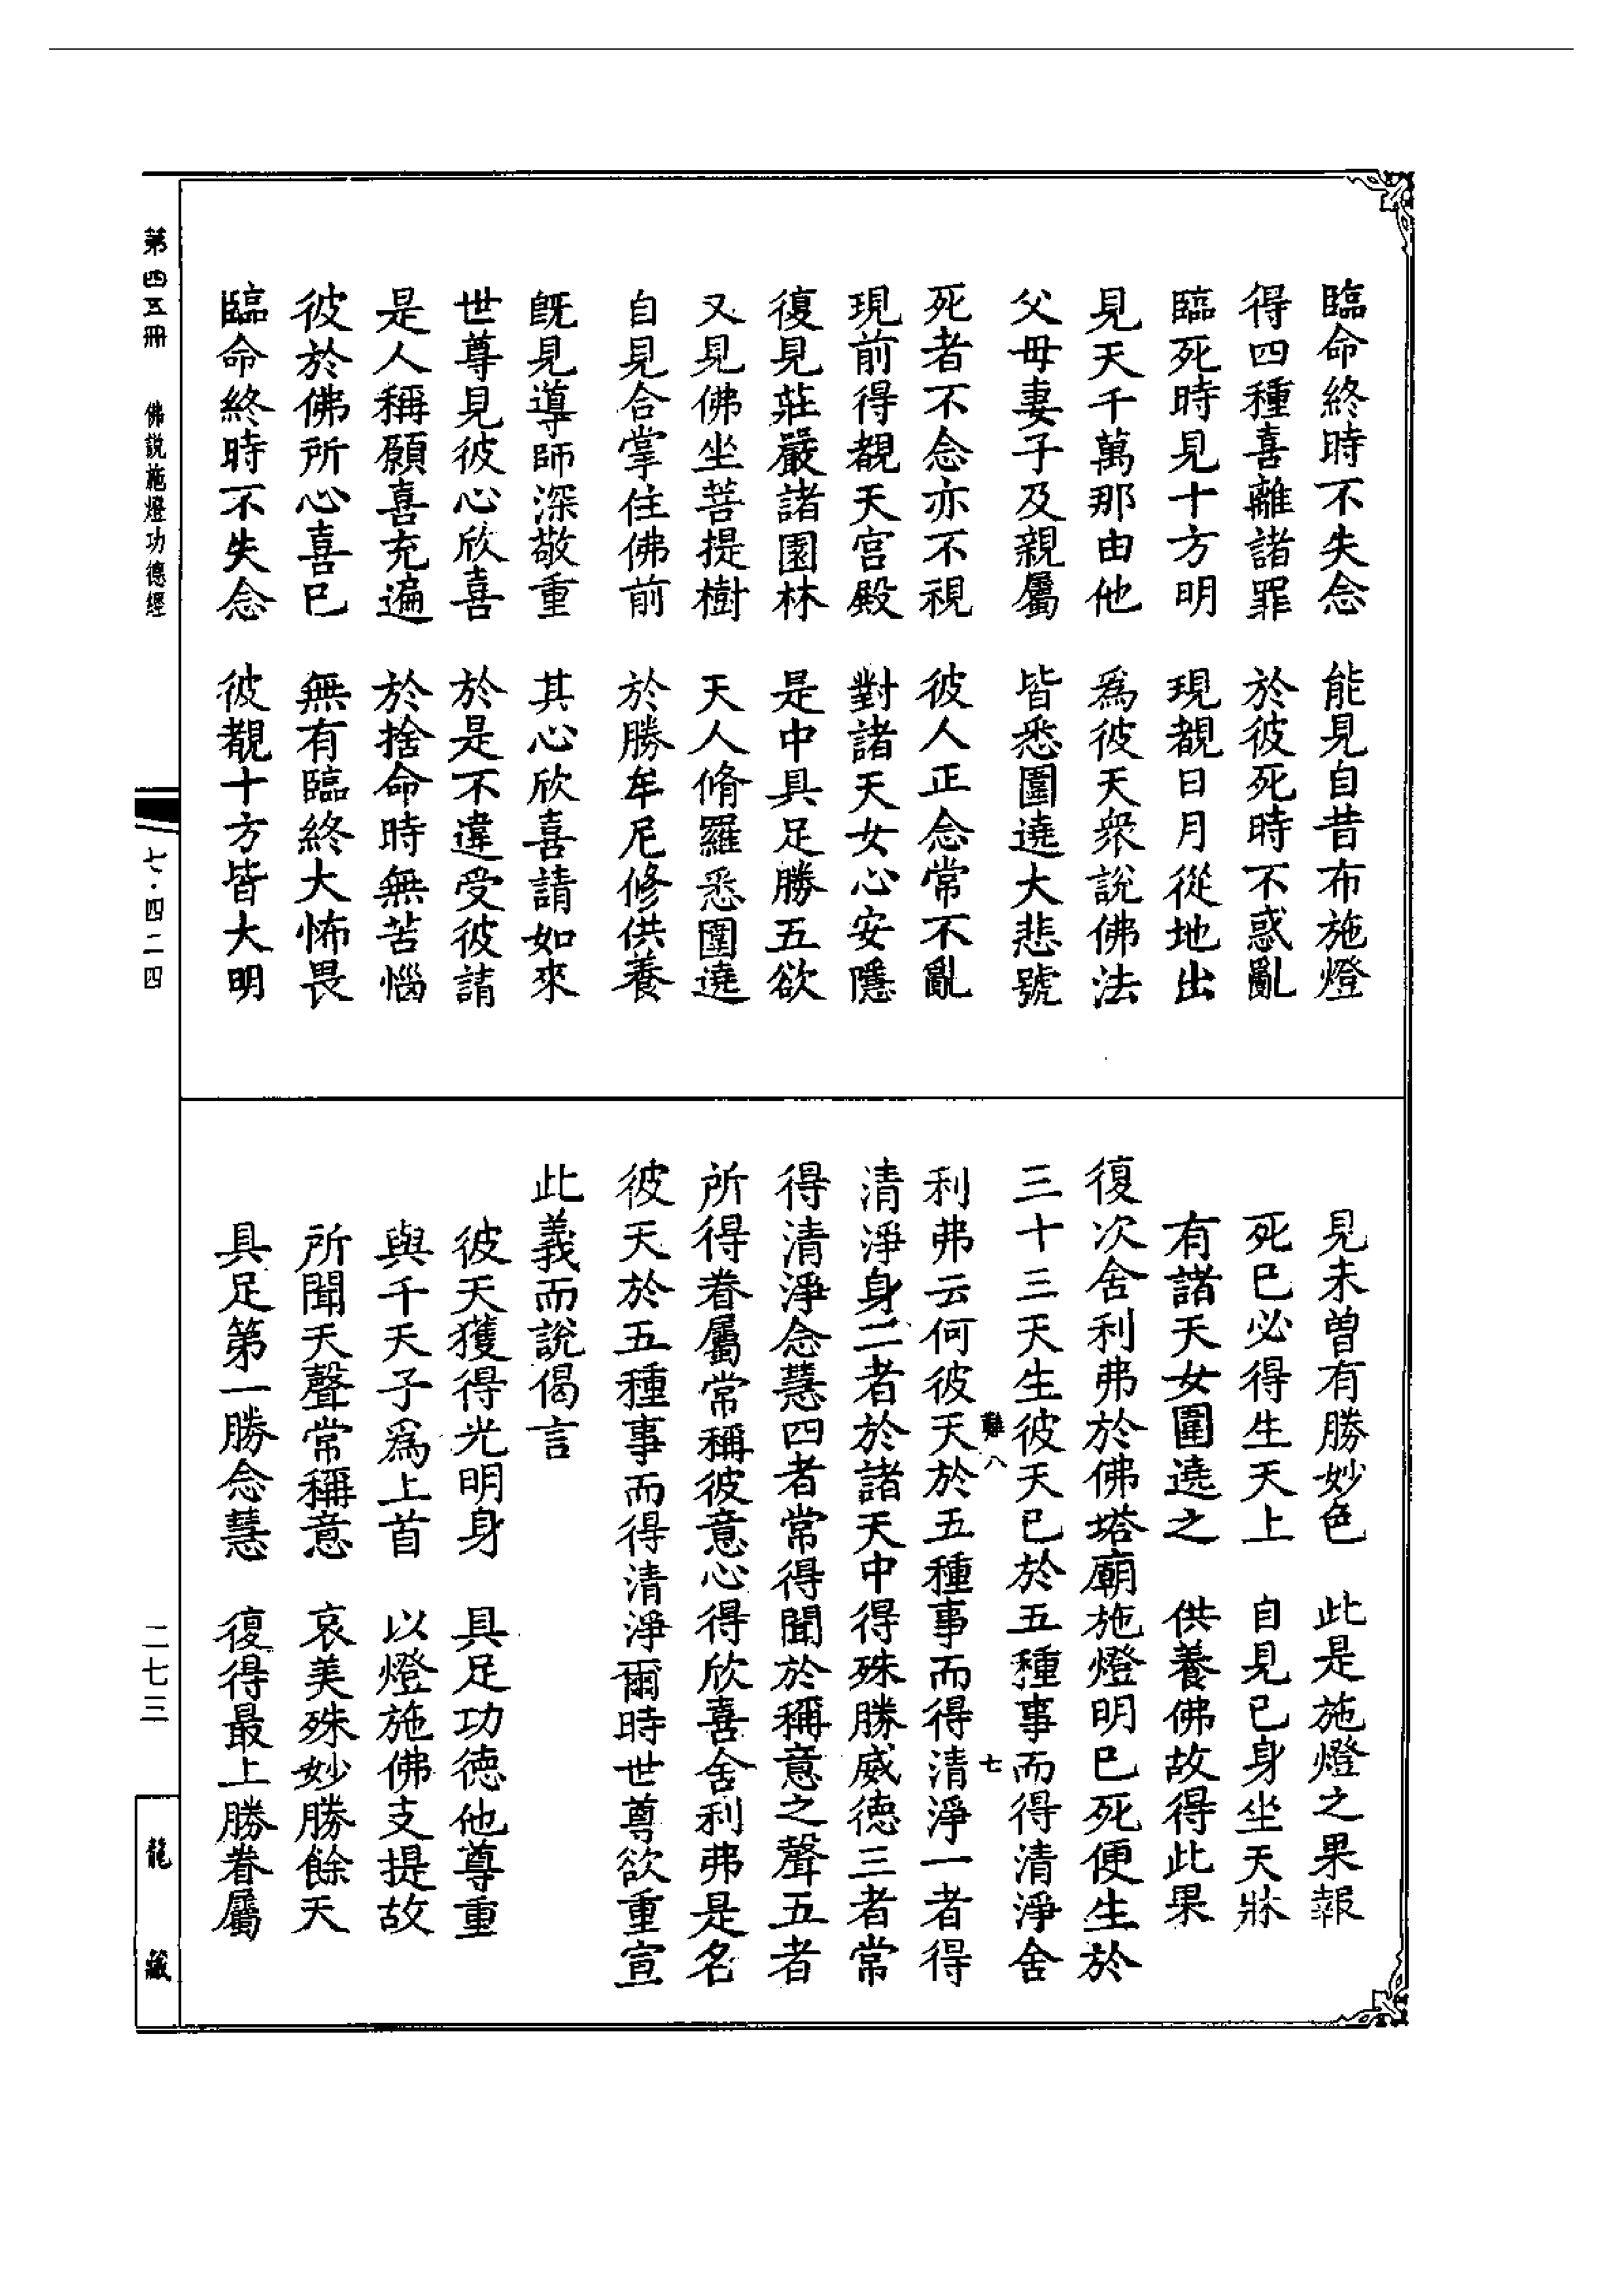 臨命終時不失念　能見自昔布施燈
得四種喜離諸罪　於彼死時不惑亂
臨死時見十方明　現覩日月從地出
見天千萬那由他　為彼天衆說佛法
父母妻子及親屬　皆悉圍遶大悲號
死者不念亦不視　彼人正念常不亂
現前得覩天宮殿　對諸天女心安隱
復見莊嚴諸園林　是中具足勝五欲
又見佛坐菩提樹　天人脩羅悉圍遶
自見合掌住佛前　於勝牟尼修供養
旣見導師深敬重　其心欣喜請如來
世尊見彼心欣喜　於是不違受彼請
是人稱願喜充遍　於捨命時無苦惱
彼於佛所心喜已　無有臨終大怖畏
臨命終時不失念　彼覩十方皆大明
見未曾有勝妙色　此是施燈之果報
死已必得生天上　自見已身坐天牀
有諸天女圍遶之　供養佛故得此果
復次舍利弗於佛塔廟施燈明已死便生於
三十三天生彼天已於五種事而得清淨舍
八　七
利弗云何彼天於五種事而得清淨一者得
清淨身二者於諸天中得殊勝威德三者常
得清淨念慧四者常得聞於稱意之聲五者
所得眷屬常稱彼意心得欣喜舍利弗是名
彼天於五種事而得清淨爾時世尊欲重宣
此義而說偈言
彼天獲得光明身　具足功德他尊重
與千天子爲上首　以燈施佛支提故
所聞天聲常稱意　哀美殊妙勝餘天
具足第一勝念慧　復得最上勝眷屬
第四五冊　佛說施燈功德經
七·四二四
二七三
龍藏